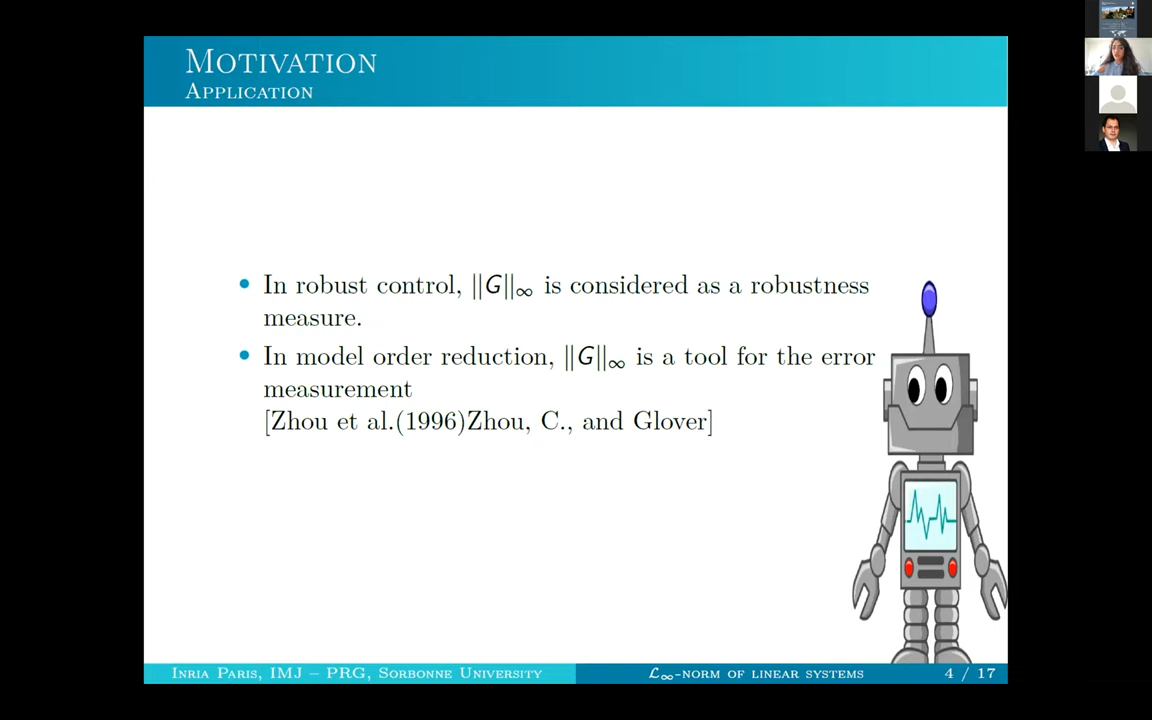 MOTIVATION
APPLICATION
• In robust control, ||G||∞ is considered as a robustness
measure.
• In model order reduction, ||G||∞ is a tool for the error
measurement
[Zhou et al.(1996)Zhou, C., and Glover]
INRIA PARIS, IMJ – PRG, SORBONNE UNIVERSITY
ℒ∞-NORM OF LINEAR SYSTEMS
4 / 17